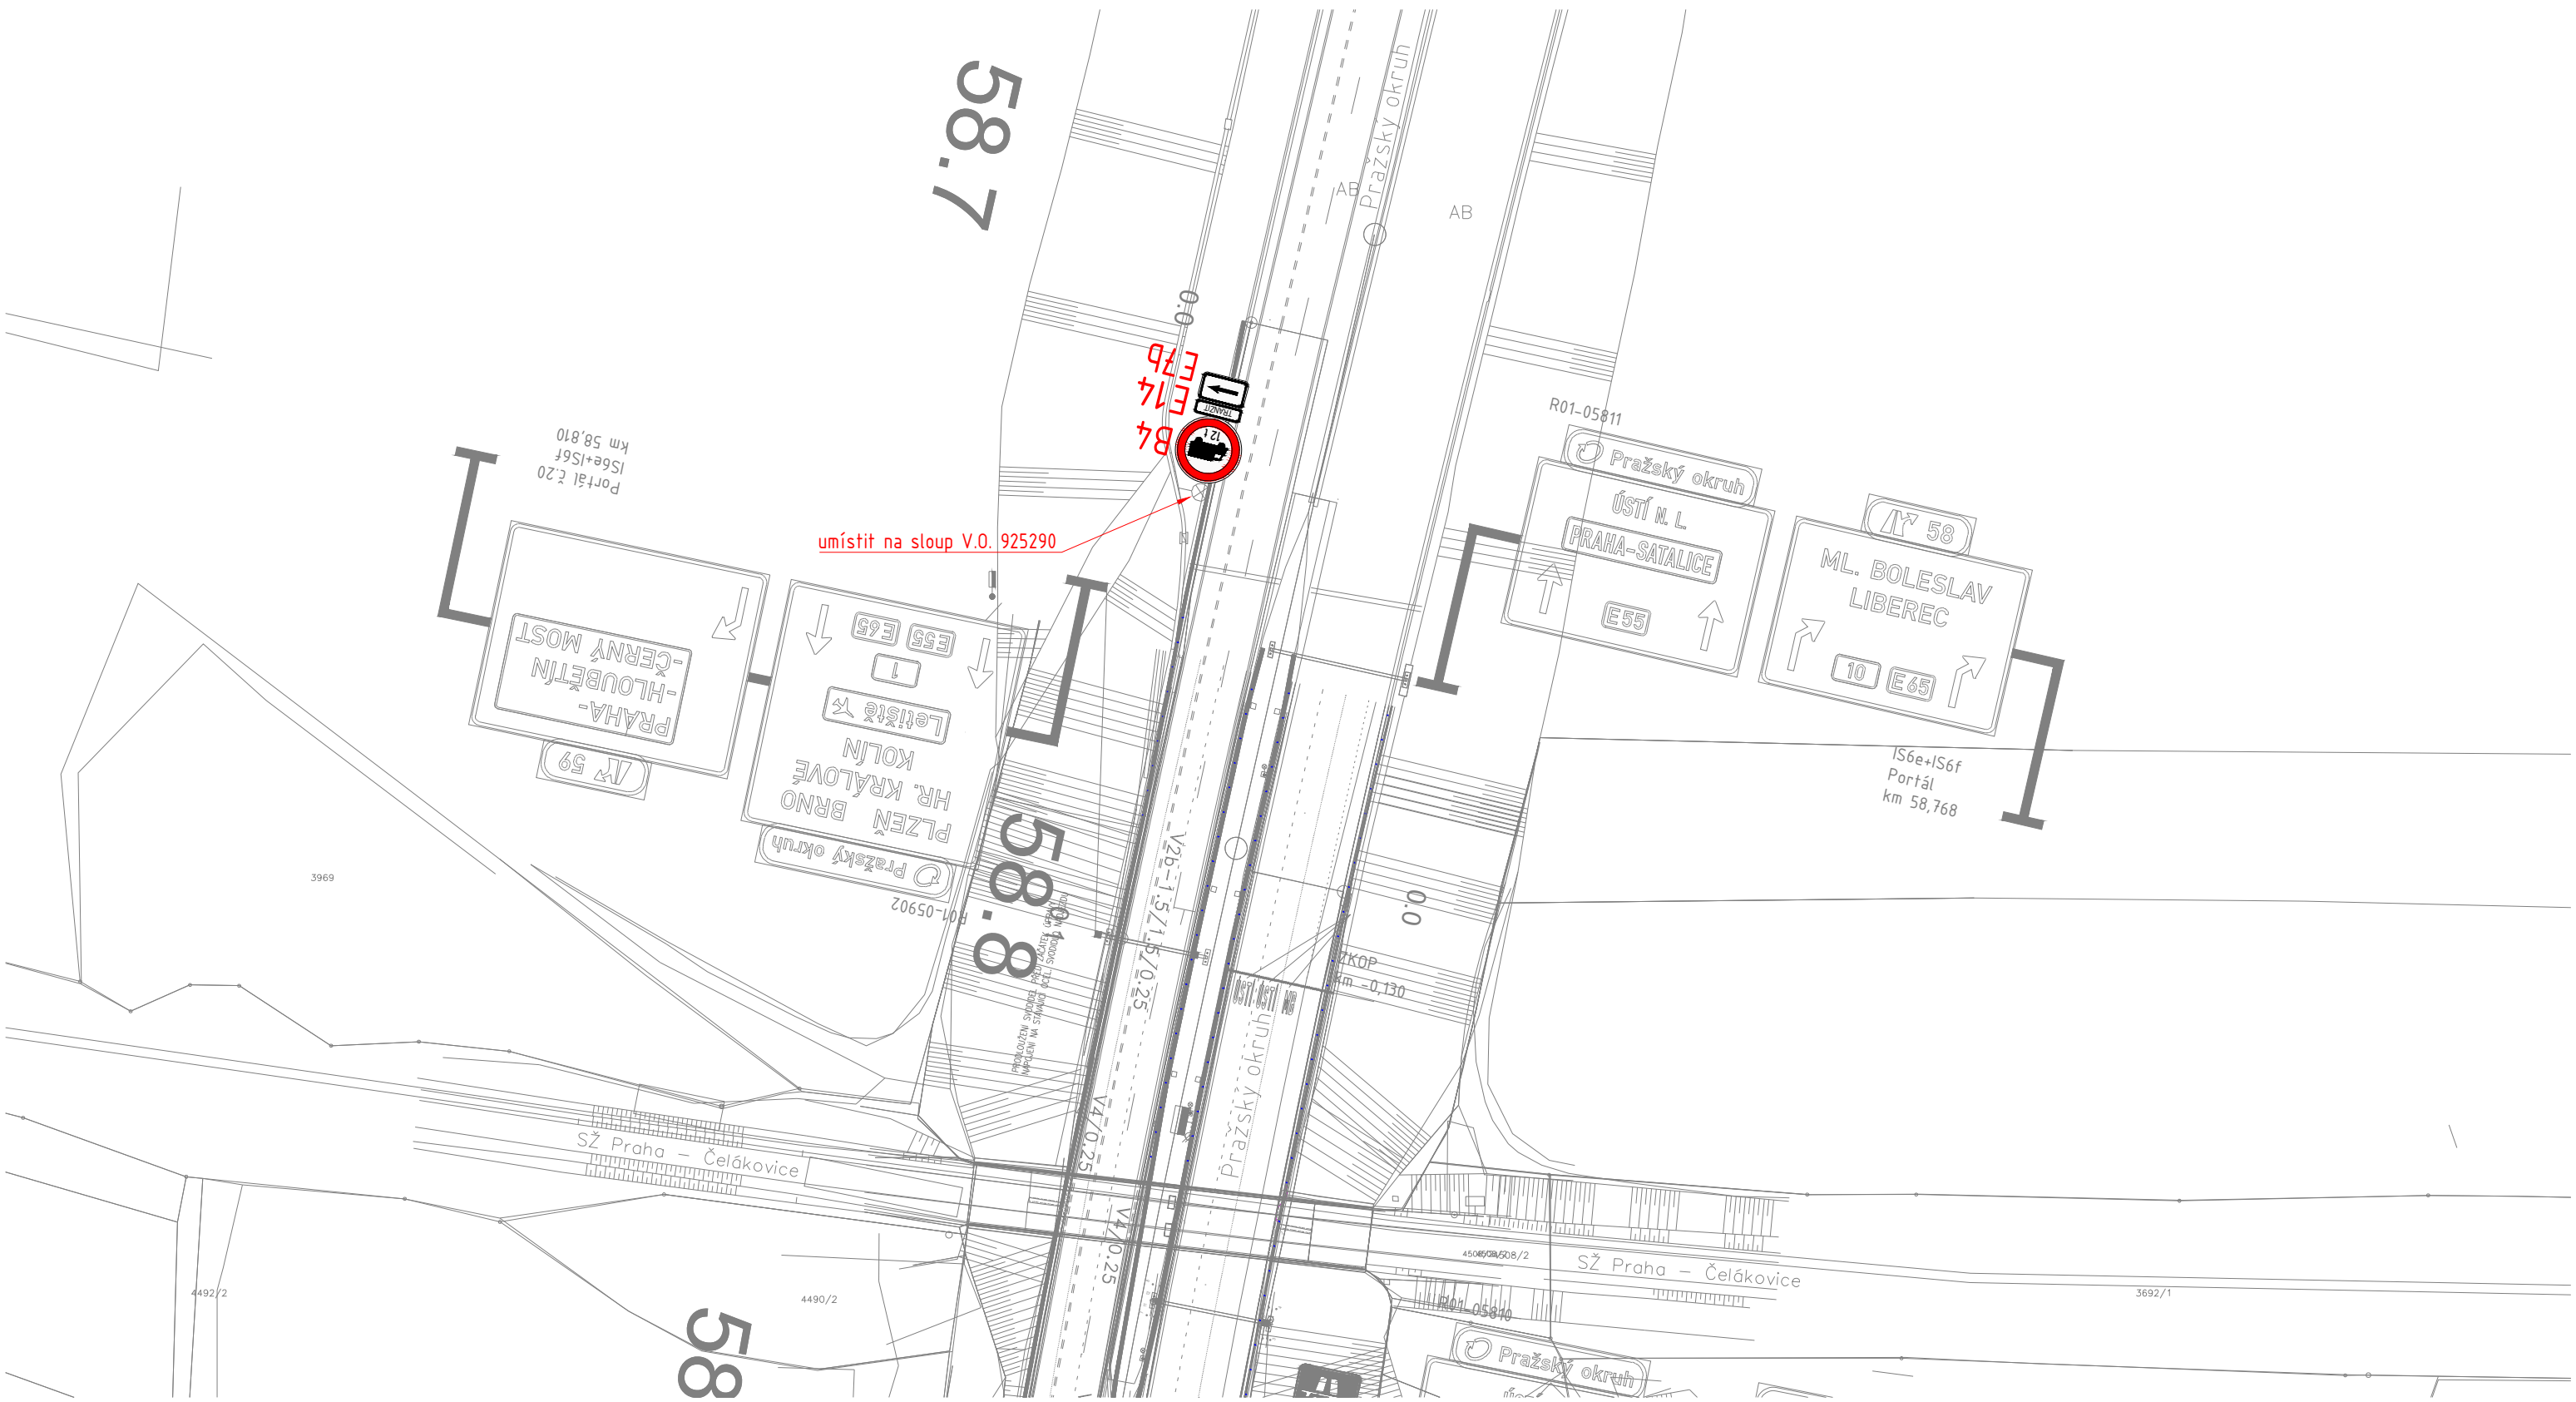 58.7
Pražský okruh
AB
AB
0.0
E7b
E14
B4
TRANZIT
12 t
umístit na sloup V.O. 925290
Portál č.20
IS6e+IS6f
km 58,810
PRAHA-
-HLOUBĚTÍN
-ČERNÝ MOST
59
PLZEŇ BRNO
HR. KRÁLOVÉ
KOLÍN
Letiště
1
E55 E65
Pražský okruh
R01-05902
R01-05811
Pražský okruh
ÚSTÍ N. L.
PRAHA-SATALICE
E55
58
ML. BOLESLAV
LIBEREC
10 E65
IS6e+IS6f
Portál
km 58,768
58.8
V2b-1.5/1.5/0.25
0.0
ZKOP
km -0,130
Pražský okruh
3969
V4/0.25
V4/0.25
SŽ Praha – Čelákovice
SŽ Praha – Čelákovice
4492/2
4490/2
3692/1
58
R01-05810
Pražský okruh